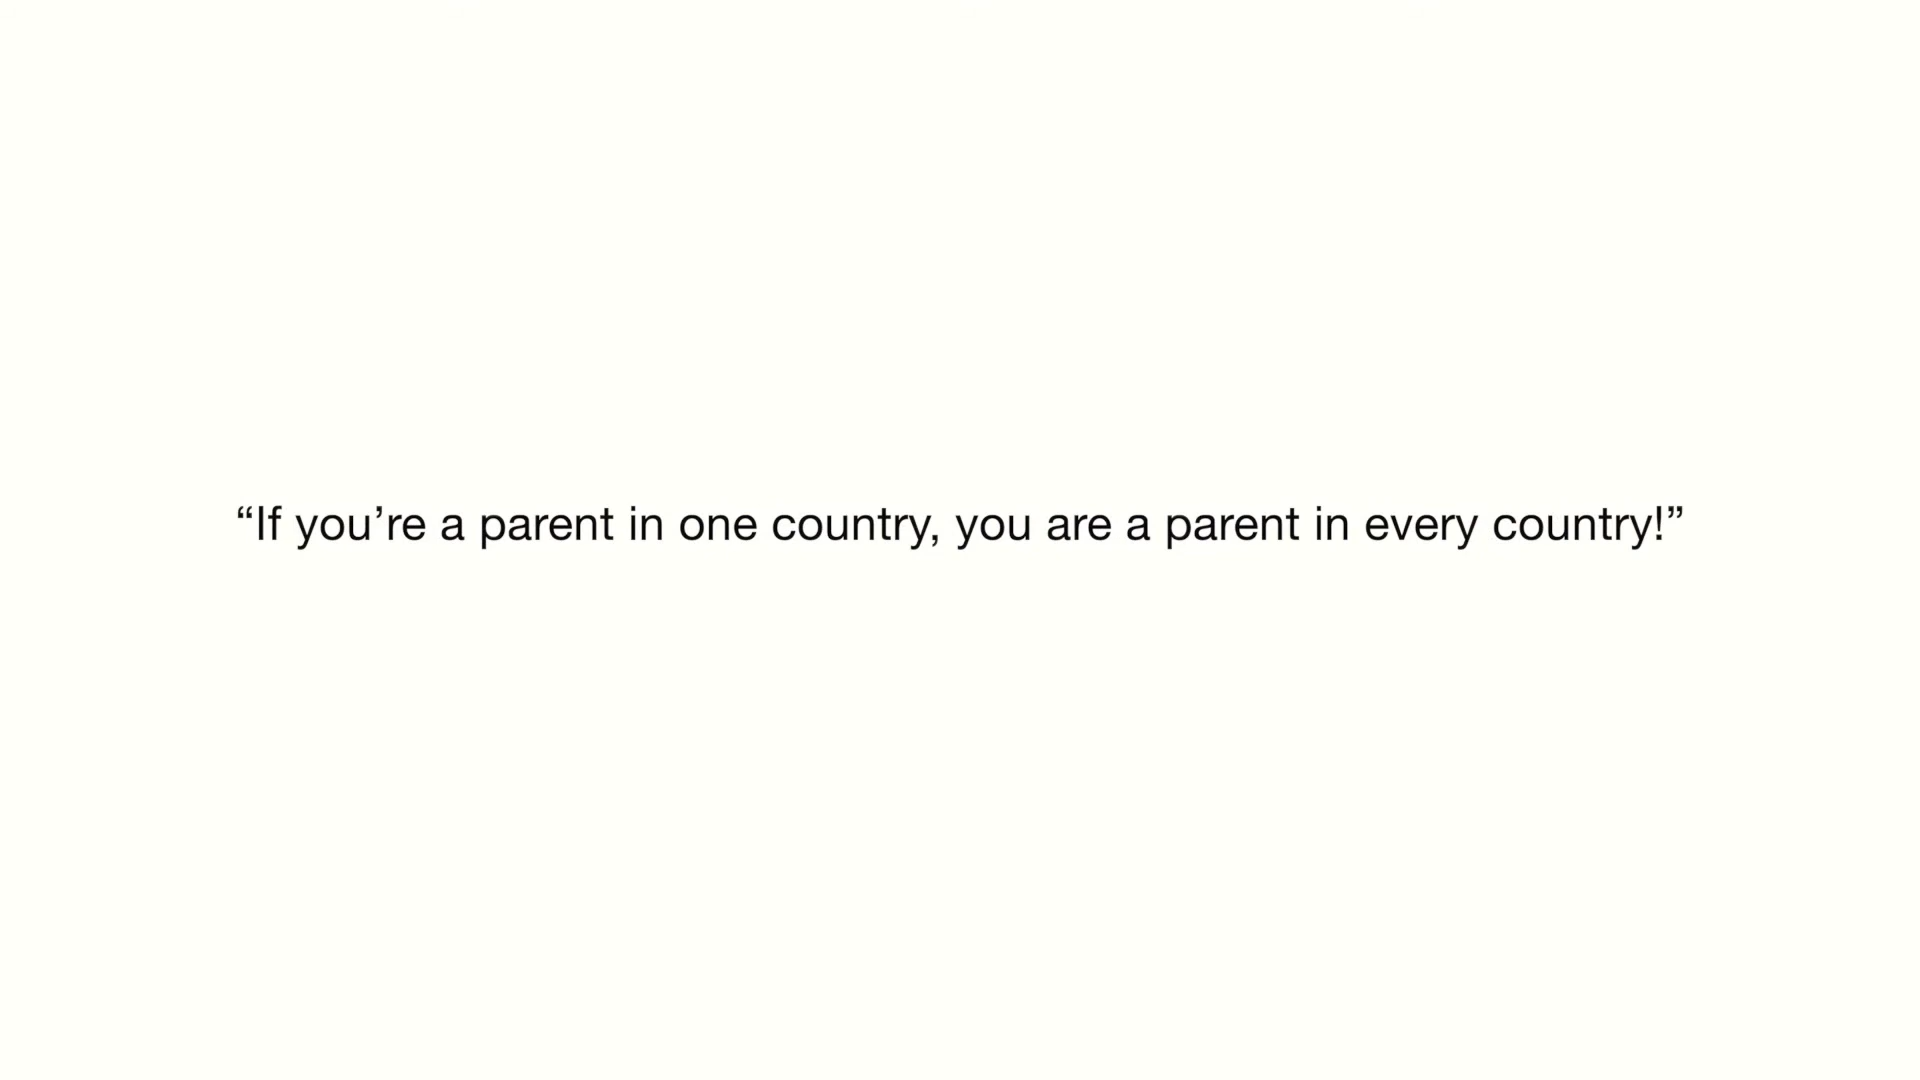 “If you’re a parent in one country, you are a parent in every country!”